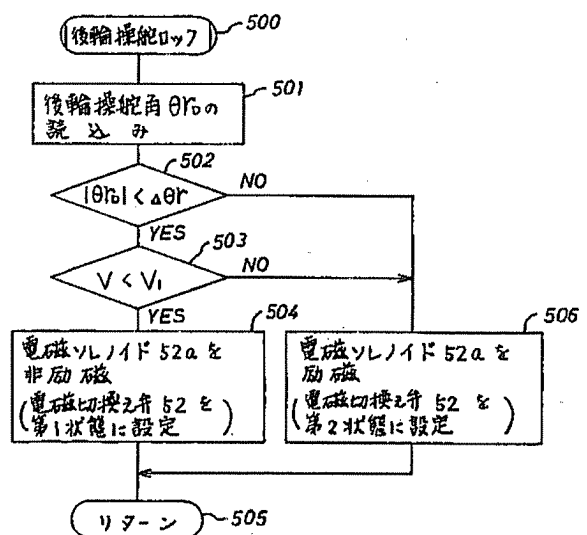 後輪操舵ロック
500
501
後輪操舵角θr₀の
読込み
502
|θr₀| < Δθr
NO
YES
503
V < V₁
NO
YES
504
電磁ソレノイド52aを
非励磁
(電磁切換え弁52を
第1状態に設定)
506
電磁ソレノイド52aを
励磁
(電磁切換え弁52を
第2状態に設定)
リターン
505